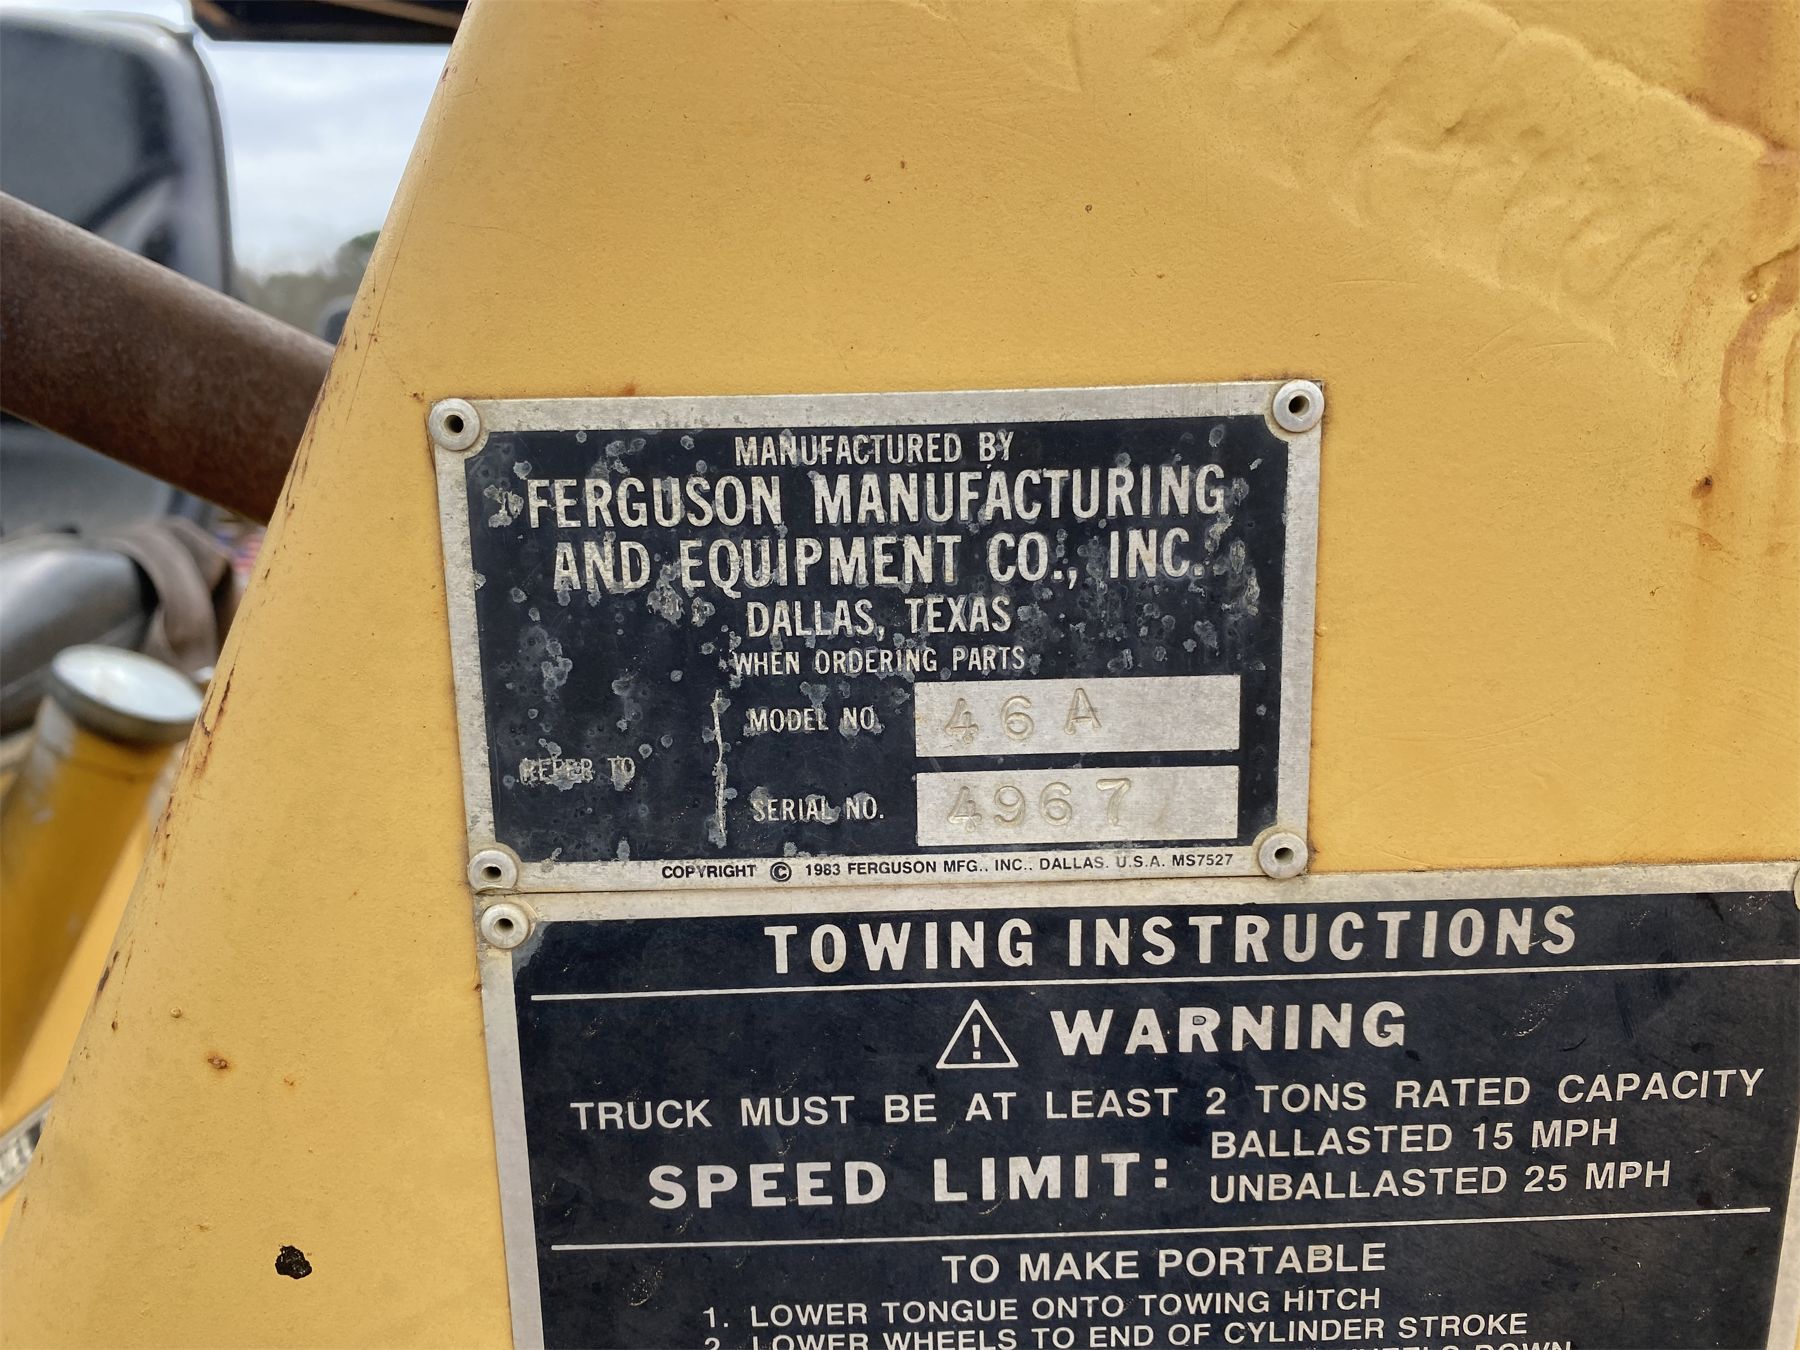 MANUFACTURED BY
FERGUSON MANUFACTURING
AND EQUIPMENT CO., INC.
DALLAS, TEXAS
WHEN ORDERING PARTS
REFER TO
MODEL NO. 46A
SERIAL NO. 4967
COPYRIGHT © 1983 FERGUSON MFG., INC., DALLAS. U.S.A. MS7527
TOWING INSTRUCTIONS
WARNING
TRUCK MUST BE AT LEAST 2 TONS RATED CAPACITY
SPEED LIMIT: BALLASTED 15 MPH
UNBALLASTED 25 MPH
TO MAKE PORTABLE
1. LOWER TONGUE ONTO TOWING HITCH
2. LOWER WHEELS TO END OF CYLINDER STROKE
WHEELS DOWN